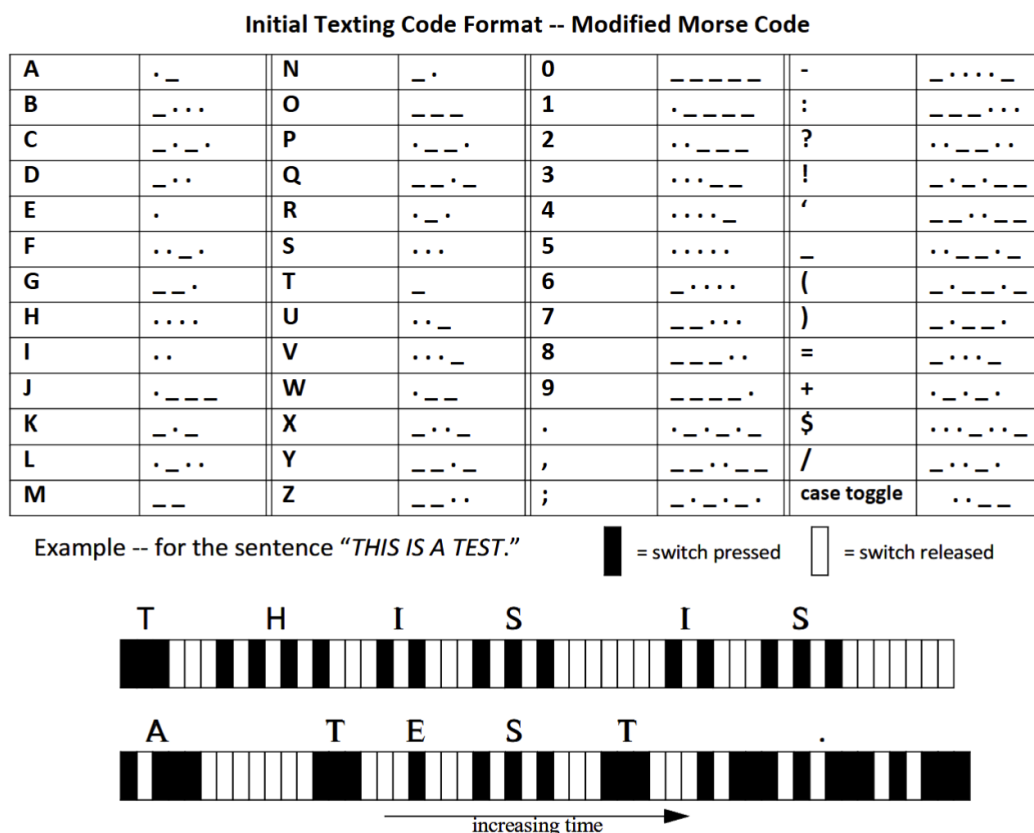 Initial Texting Code Format -- Modified Morse Code
A ._ N _. 0 _____ - _...._
B _... O ___ 1 .____ : ___...
C _._. P .__. 2 ..___ ? ..__..
D _.. Q __._ 3 ...__ ! _._.__
E . R ._. 4 ...._ ‘ __..__
F .._. S ... 5 ..... _ ..__._
G __. T _ 6 _.... ( _.__._
H .... U .._ 7 __... ) _.__.
I .. V ..._ 8 ___.. = _..._
J .___ W .__ 9 ____. + ._._.
K _._ X _.._ . ._._._ $ ..._.._
L ._.. Y __._ , __..__ / _.._.
M __ Z __.. ; _._._. case toggle ..__
Example -- for the sentence “THIS IS A TEST.” = switch pressed = switch released
T H I S I S
A T E S T .
increasing time